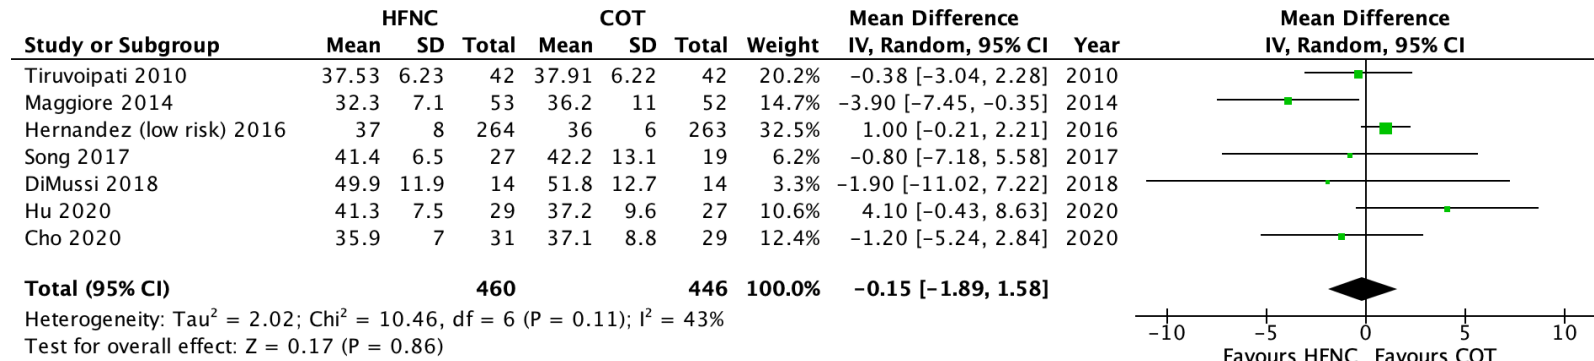 HFNC COT Mean Difference Mean Difference
Study or Subgroup Mean SD Total Mean SD Total Weight IV, Random, 95% CI Year IV, Random, 95% CI
Tiruvoipati 2010 37.53 6.23 42 37.91 6.22 42 20.2% −0.38 [−3.04, 2.28] 2010
Maggiore 2014 32.3 7.1 53 36.2 11 52 14.7% −3.90 [−7.45, −0.35] 2014
Hernandez (low risk) 2016 37 8 264 36 6 263 32.5% 1.00 [−0.21, 2.21] 2016
Song 2017 41.4 6.5 27 42.2 13.1 19 6.2% −0.80 [−7.18, 5.58] 2017
DiMussi 2018 49.9 11.9 14 51.8 12.7 14 3.3% −1.90 [−11.02, 7.22] 2018
Hu 2020 41.3 7.5 29 37.2 9.6 27 10.6% 4.10 [−0.43, 8.63] 2020
Cho 2020 35.9 7 31 37.1 8.8 29 12.4% −1.20 [−5.24, 2.84] 2020
Total (95% CI) 460 446 100.0% −0.15 [−1.89, 1.58]
Heterogeneity: Tau² = 2.02; Chi² = 10.46, df = 6 (P = 0.11); I² = 43%
Test for overall effect: Z = 0.17 (P = 0.86)
−10 −5 0 5 10
Favours HFNC Favours COT